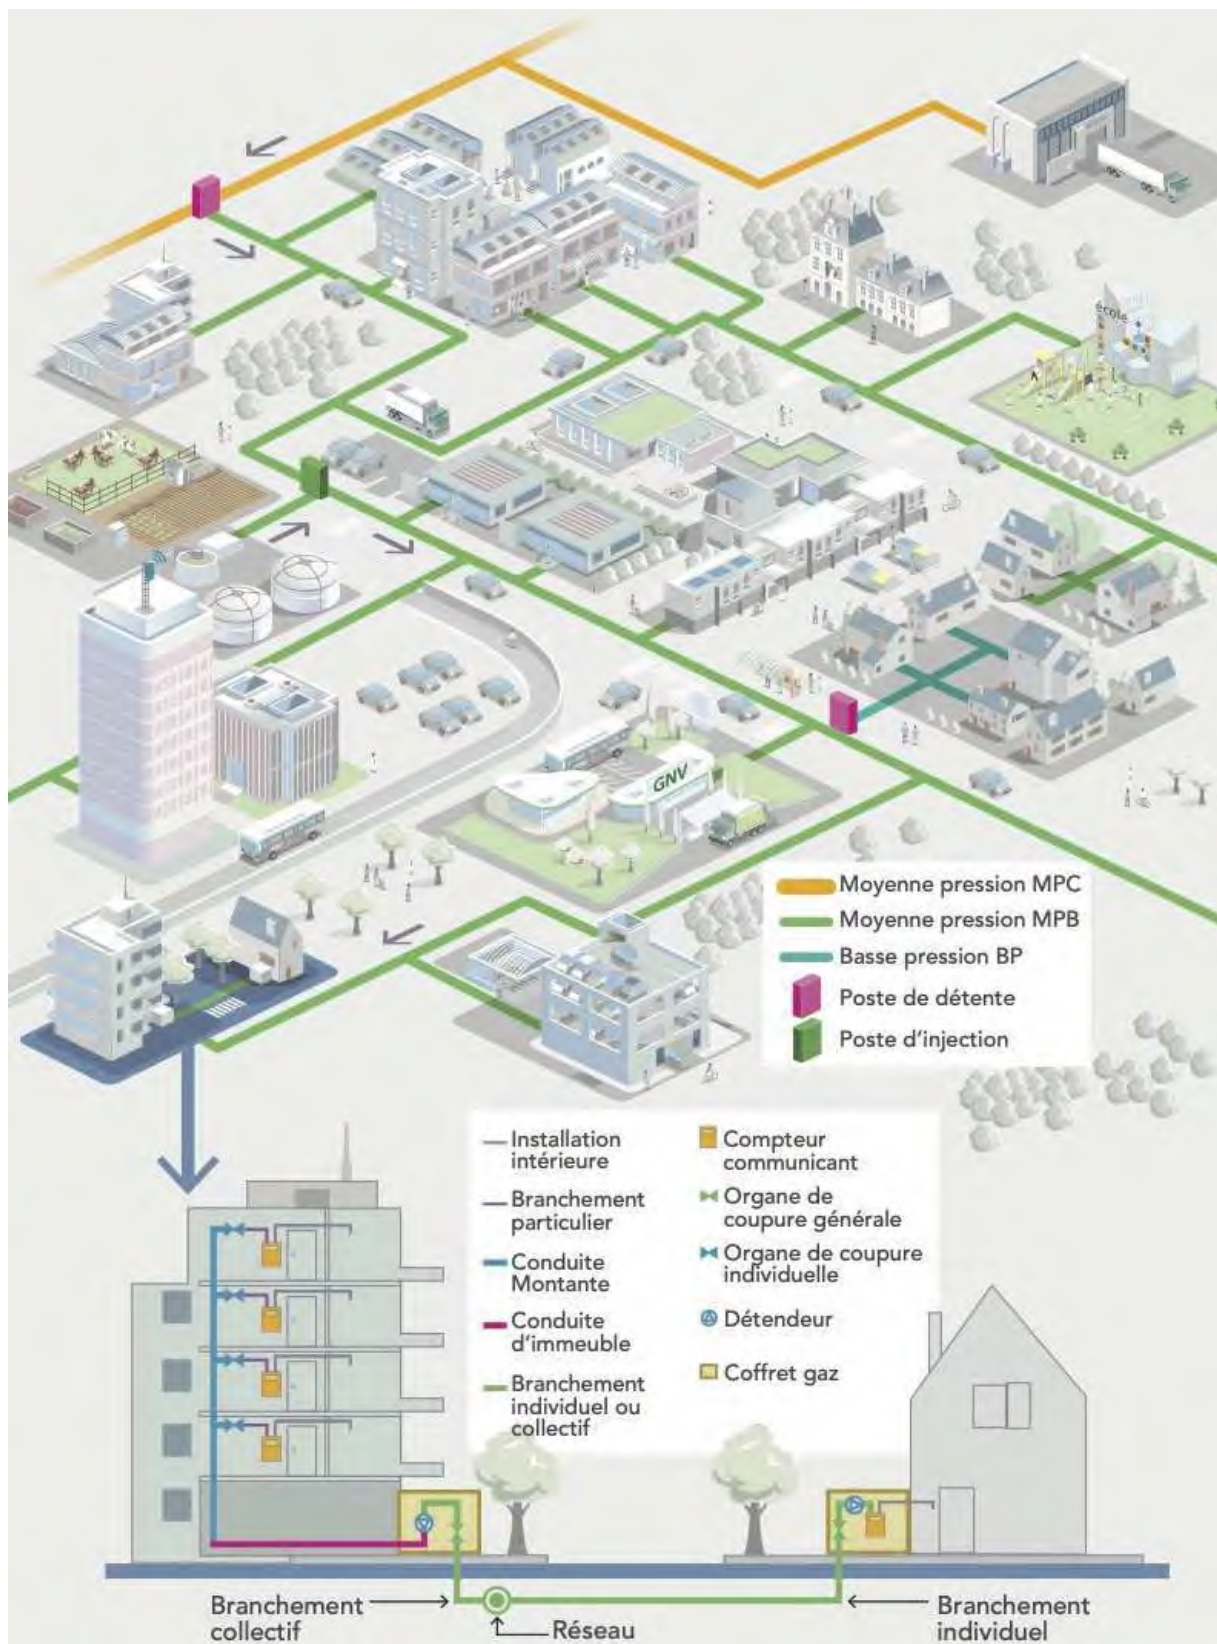 école
GNV
Moyenne pression MPC
Moyenne pression MPB
Basse pression BP
Poste de détente
Poste d'injection
Installation
intérieure
Branchement
particulier
Conduite
Montante
Conduite
d'immeuble
Branchement
individuel ou
collectif
Compteur
communicant
Organe de
coupure générale
Organe de coupure
individuelle
Détendeur
Coffret gaz
Branchement
collectif
Réseau
Branchement
individuel